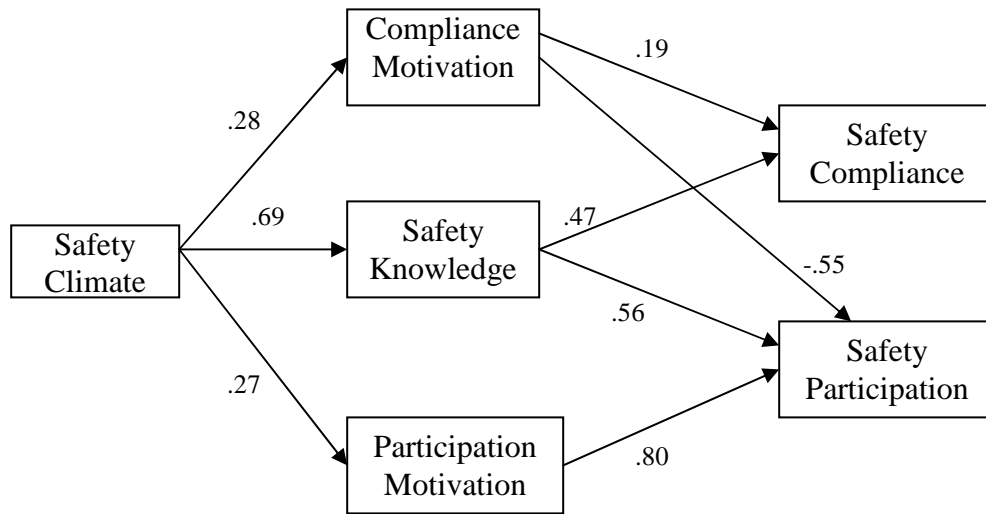 Compliance
Motivation
.19
.28
Safety
Compliance
.69
Safety
Knowledge
.47
Safety
Climate
-.55
.56
.27
Safety
Participation
Participation
Motivation
.80